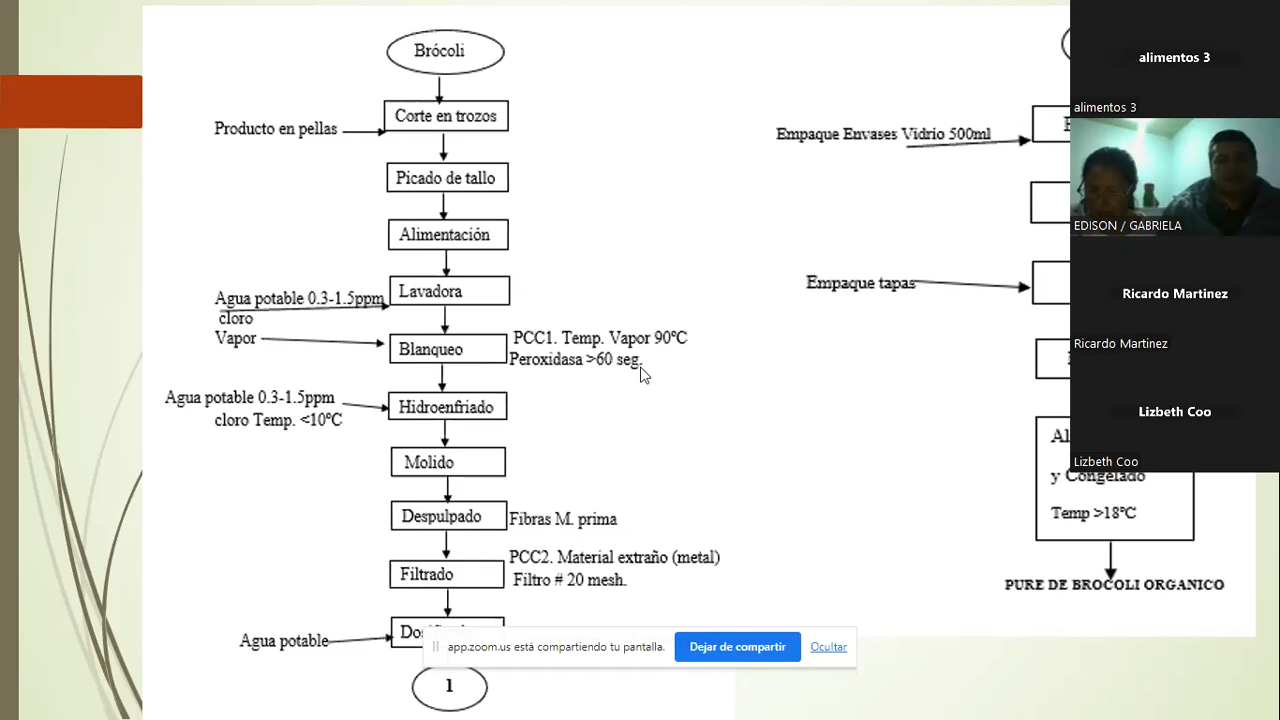 Brócoli
Corte en trozos
Producto en pellas
Picado de tallo
Alimentación
Lavadora
Agua potable 0.3-1.5ppm
cloro
Vapor
Blanqueo
PCC1. Temp. Vapor 90ºC
Peroxidasa >60 seg.
Agua potable 0.3-1.5ppm
cloro Temp. <10ºC
Hidroenfriado
Molido
Despulpado
Fibras M. prima
Filtrado
PCC2. Material extraño (metal)
Filtro # 20 mesh.
Agua potable
1
Empaque Envases Vidrio 500ml
Empaque tapas
y Congelado
Temp >18ºC
PURE DE BROCOLI ORGANICO
app.zoom.us está compartiendo tu pantalla.
Dejar de compartir
Ocultar
alimentos 3
alimentos 3
EDISON / GABRIELA
Ricardo Martinez
Ricardo Martinez
Lizbeth Coo
Lizbeth Coo